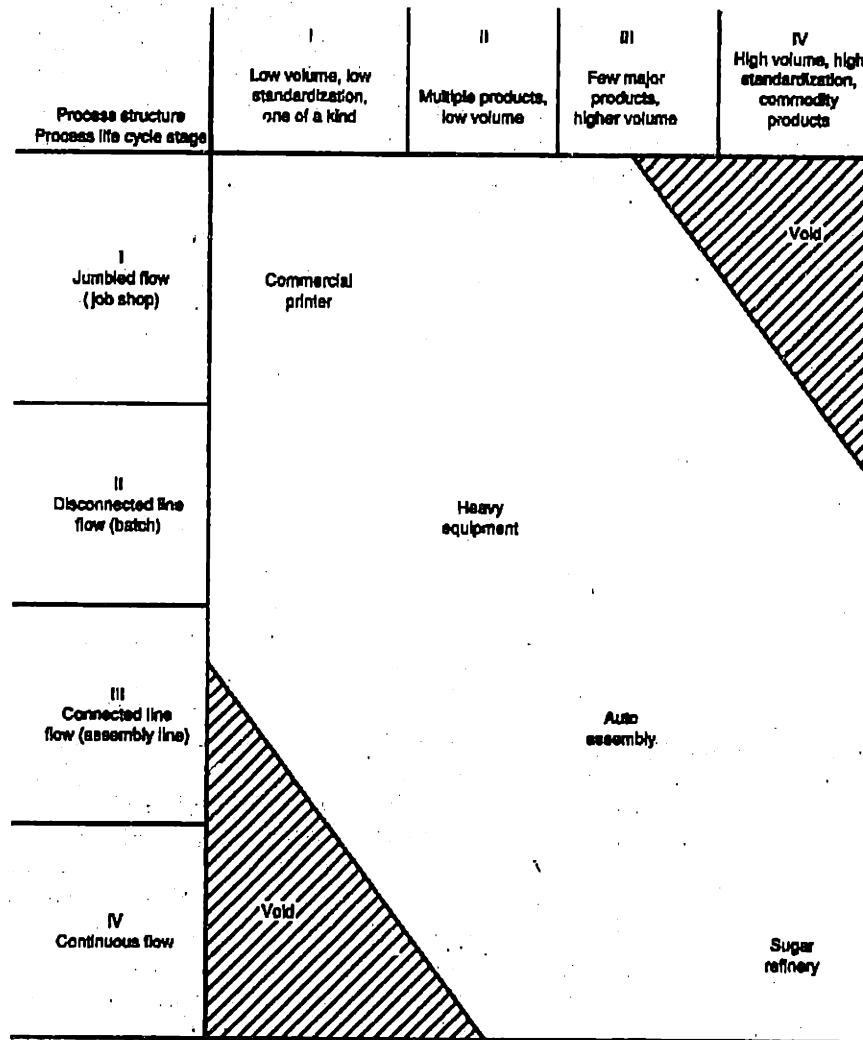 I
Low volume, low
standardization,
one of a kind
II
Multiple products,
low volume
III
Few major
products,
higher volume
IV
High volume, high
standardization,
commodity
products
Process structure
Process life cycle stage
I
Jumbled flow
(job shop)
Commercial
printer
Void
II
Disconnected line
flow (batch)
Heavy
equipment
III
Connected line
flow (assembly line)
Auto
assembly
IV
Continuous flow
Void
Sugar
refinery